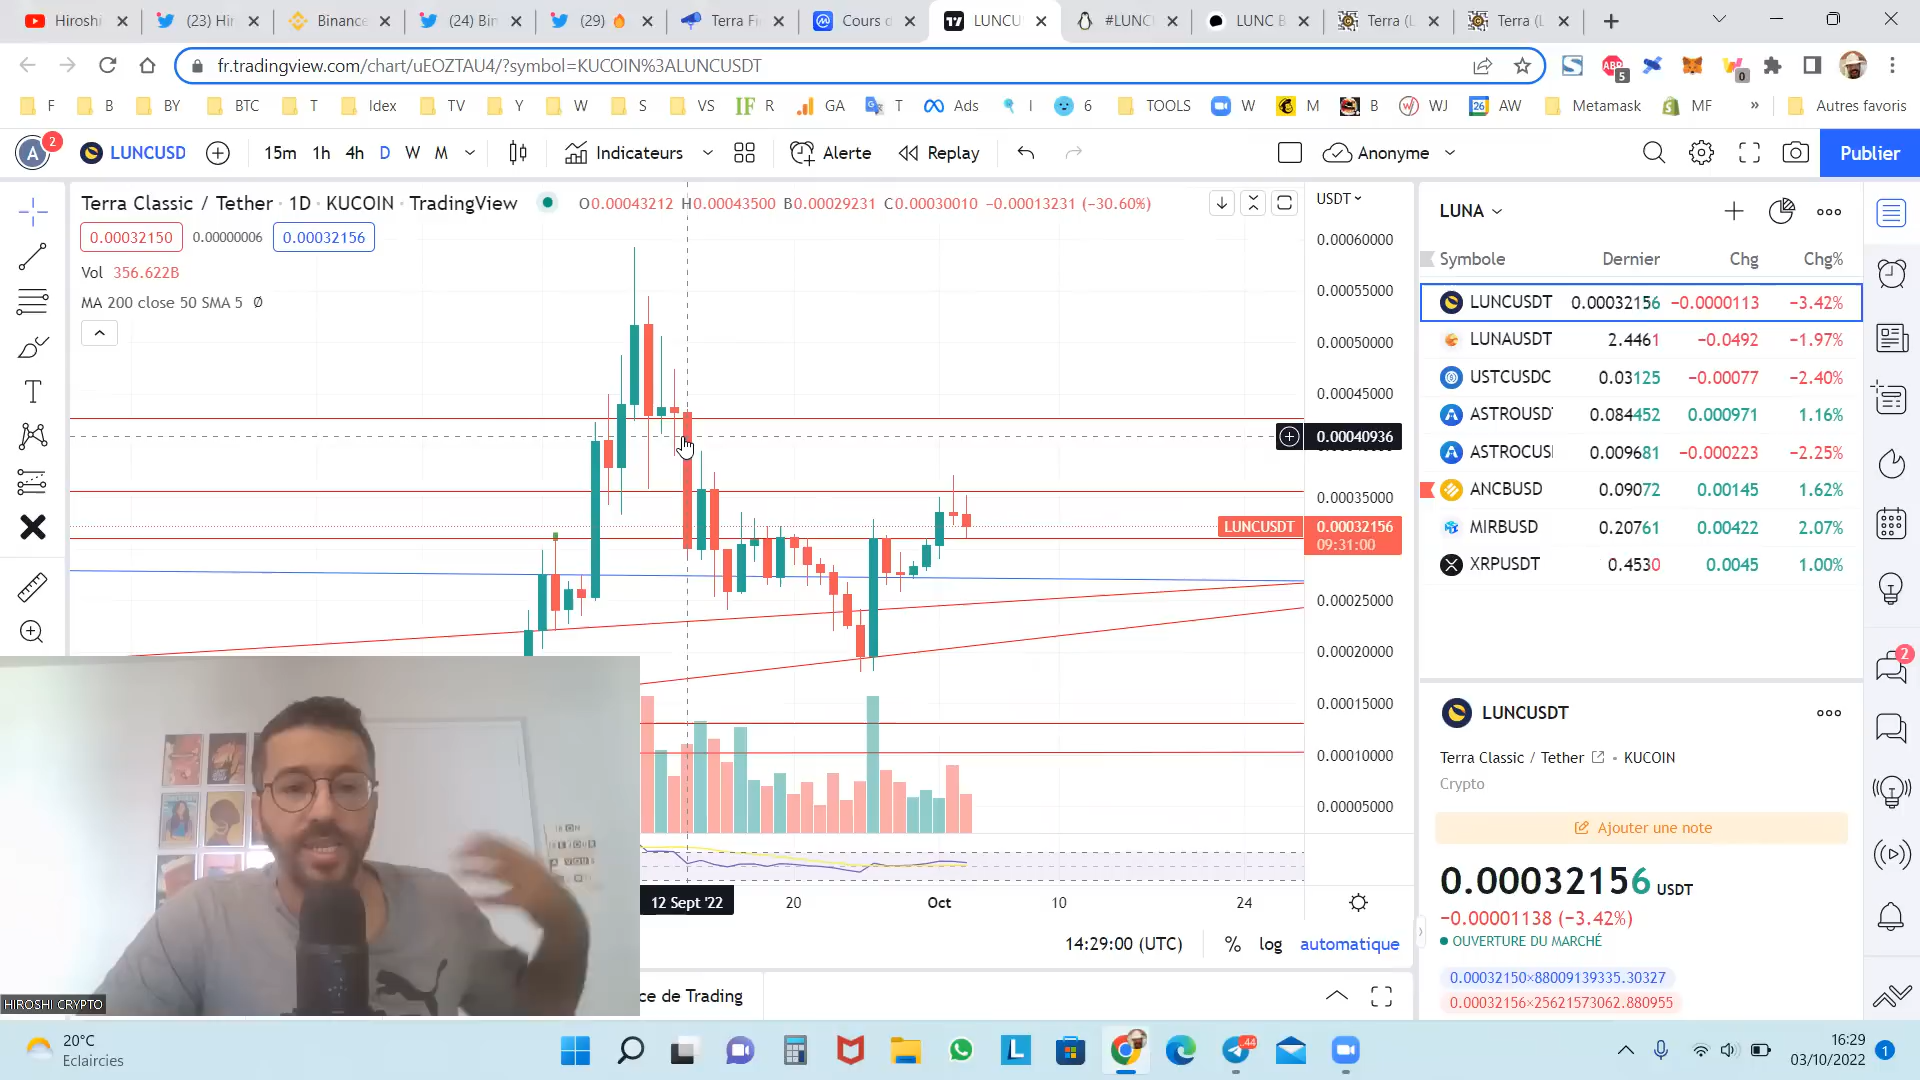 Hiroshi
(23) Hir
Binance
(24) Bin
(29)
Terra Fi
Cours d
LUNCU
#LUNC
LUNC B
Terra (L
Terra (L
fr.tradingview.com/chart/uEOZTAU4/?symbol=KUCOIN%3ALUNCUSDT
F B BY BTC T Idex TV Y W S VS R GA T Ads I 6 TOOLS W M B WJ AW Metamask MF » Autres favoris
LUNCUSD 15m 1h 4h D W M Indicateurs Alerte Replay Anonyme Publier
Terra Classic / Tether · 1D · KUCOIN · TradingView O0.00043212 H0.00043500 B0.00029231 C0.00030010 −0.00013231 (−30.60%)
0.00032150 0.00000006 0.00032156
Vol 356.622B
MA 200 close 50 SMA 5 Ø
USDT
0.00060000
0.00055000
0.00050000
0.00045000
0.00040936
0.00035000
LUNCUSDT 0.00032156
09:31:00
0.00025000
0.00020000
0.00015000
0.00010000
0.00005000
12 Sept '22 20 Oct 10 24
14:29:00 (UTC) % log automatique
ce de Trading
LUNA
Symbole Dernier Chg Chg%
LUNCUSDT 0.00032156 −0.0000113 −3.42%
LUNAUSDT 2.4461 −0.0492 −1.97%
USTCUSDC 0.03125 −0.00077 −2.40%
ASTROUSD 0.084452 0.000971 1.16%
ASTROCUS 0.009681 −0.000223 −2.25%
ANCBUSD 0.09072 0.00145 1.62%
MIRBUSD 0.20761 0.00422 2.07%
XRPUSDT 0.4530 0.0045 1.00%
LUNCUSDT
Terra Classic / Tether · KUCOIN
Crypto
Ajouter une note
0.00032156 USDT
−0.00001138 (−3.42%)
OUVERTURE DU MARCHÉ
0.00032150×88009139335.30327
0.00032156×25621573062.880955
HIROSHI CRYPTO
20°C
Eclaircies
16:29
03/10/2022